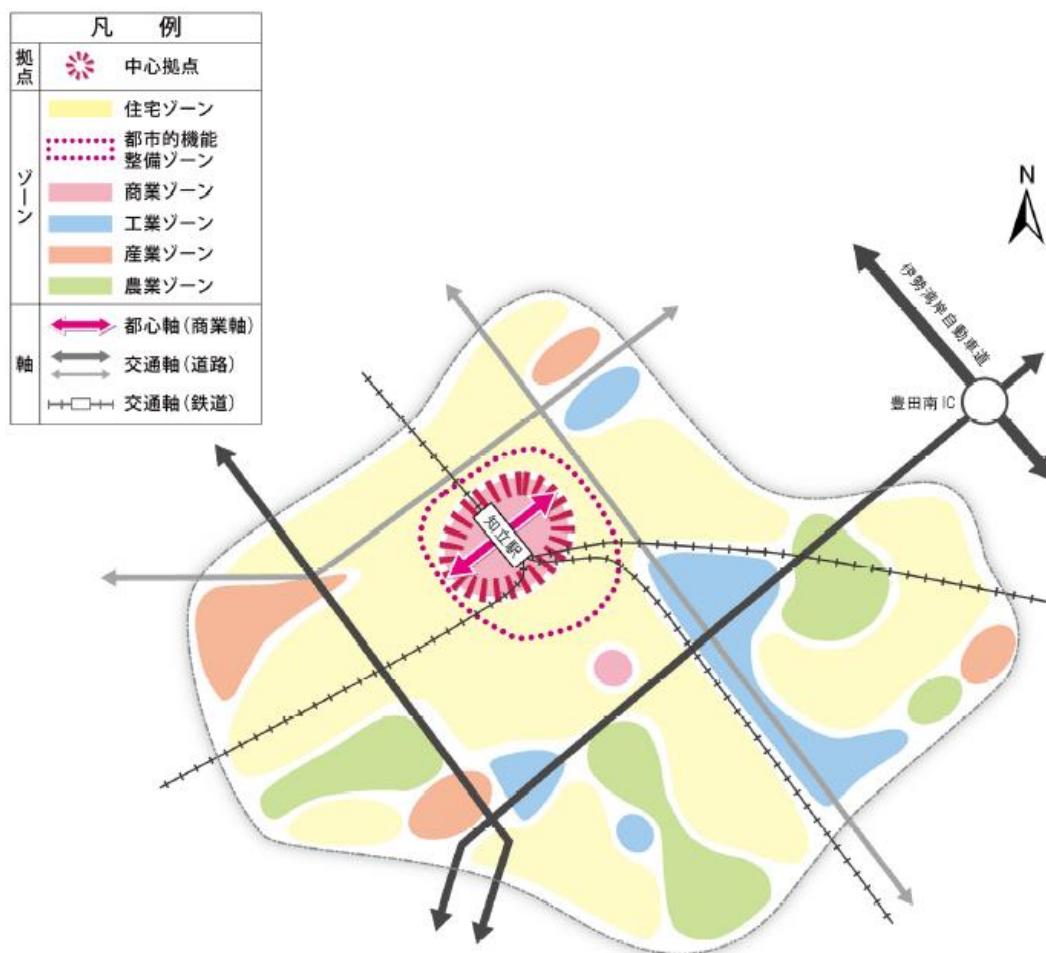 凡 例
拠点
中心拠点
ゾーン
住宅ゾーン
都市的機能
整備ゾーン
商業ゾーン
工業ゾーン
産業ゾーン
農業ゾーン
軸
都心軸(商業軸)
交通軸(道路)
交通軸(鉄道)
N
伊勢湾岸自動車道
豊田南IC
知立駅